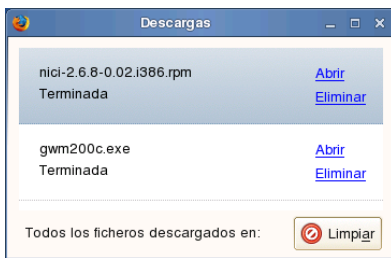 Descargas
nici-2.6.8-0.02.i386.rpm
Abrir
Terminada
Eliminar
gwm200c.exe
Abrir
Terminada
Eliminar
Todos los ficheros descargados en:
Limpiar